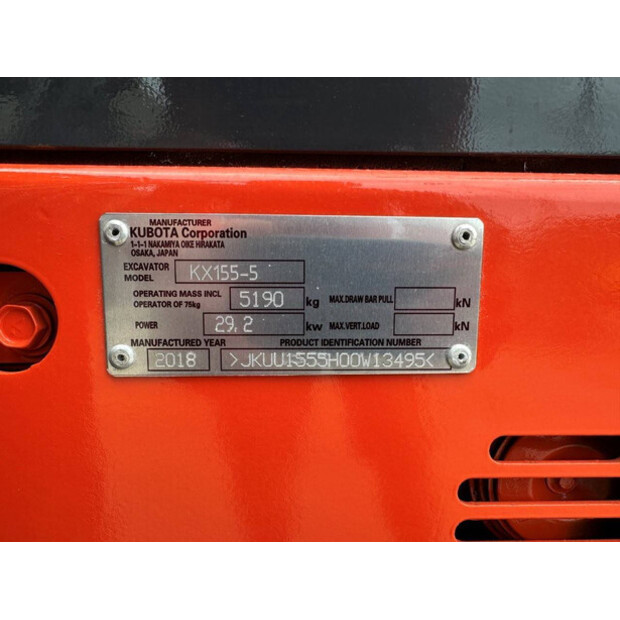 MANUFACTURER
KUBOTA Corporation
1-1-1 NAKAMIYA OIKE HIRAKATA
OSAKA, JAPAN
EXCAVATOR MODEL KX155-5
OPERATING MASS INCL OPERATOR OF 75kg 5190 kg MAX.DRAW BAR PULL kN
POWER 29,2 kw MAX.VERT.LOAD kN
MANUFACTURED YEAR PRODUCT IDENTIFICATION NUMBER
2018 >JKUU1555H00W13495<